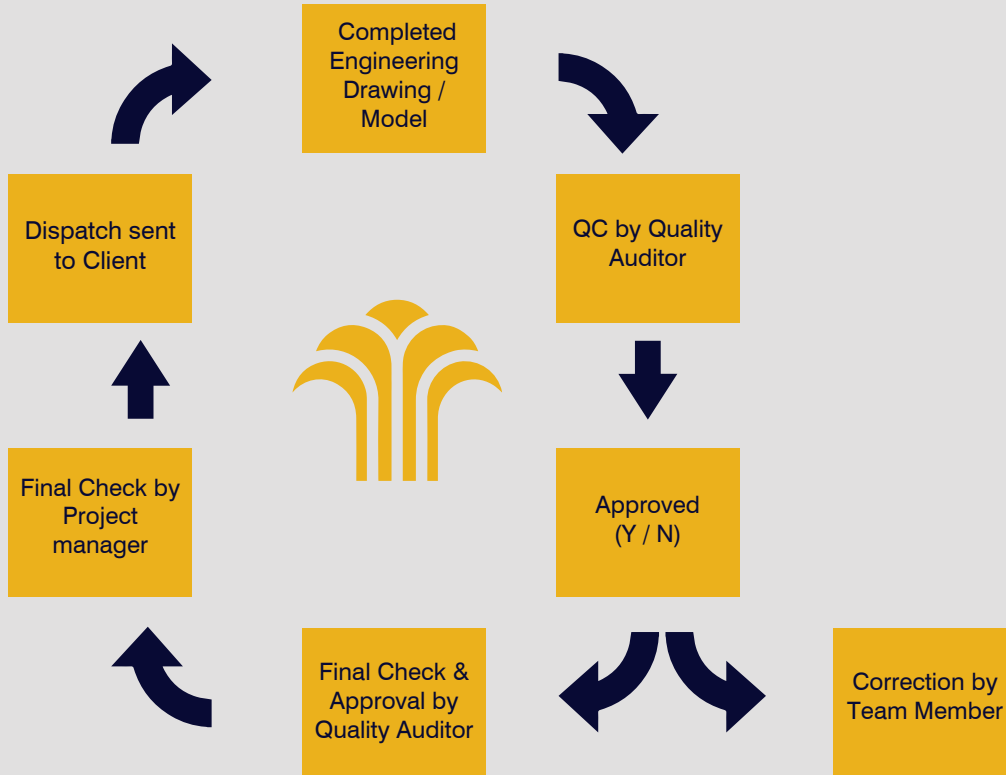 Completed
Engineering
Drawing /
Model
Dispatch sent
to Client
QC by Quality
Auditor
Final Check by
Project
manager
Approved
(Y / N)
Final Check &
Approval by
Quality Auditor
Correction by
Team Member